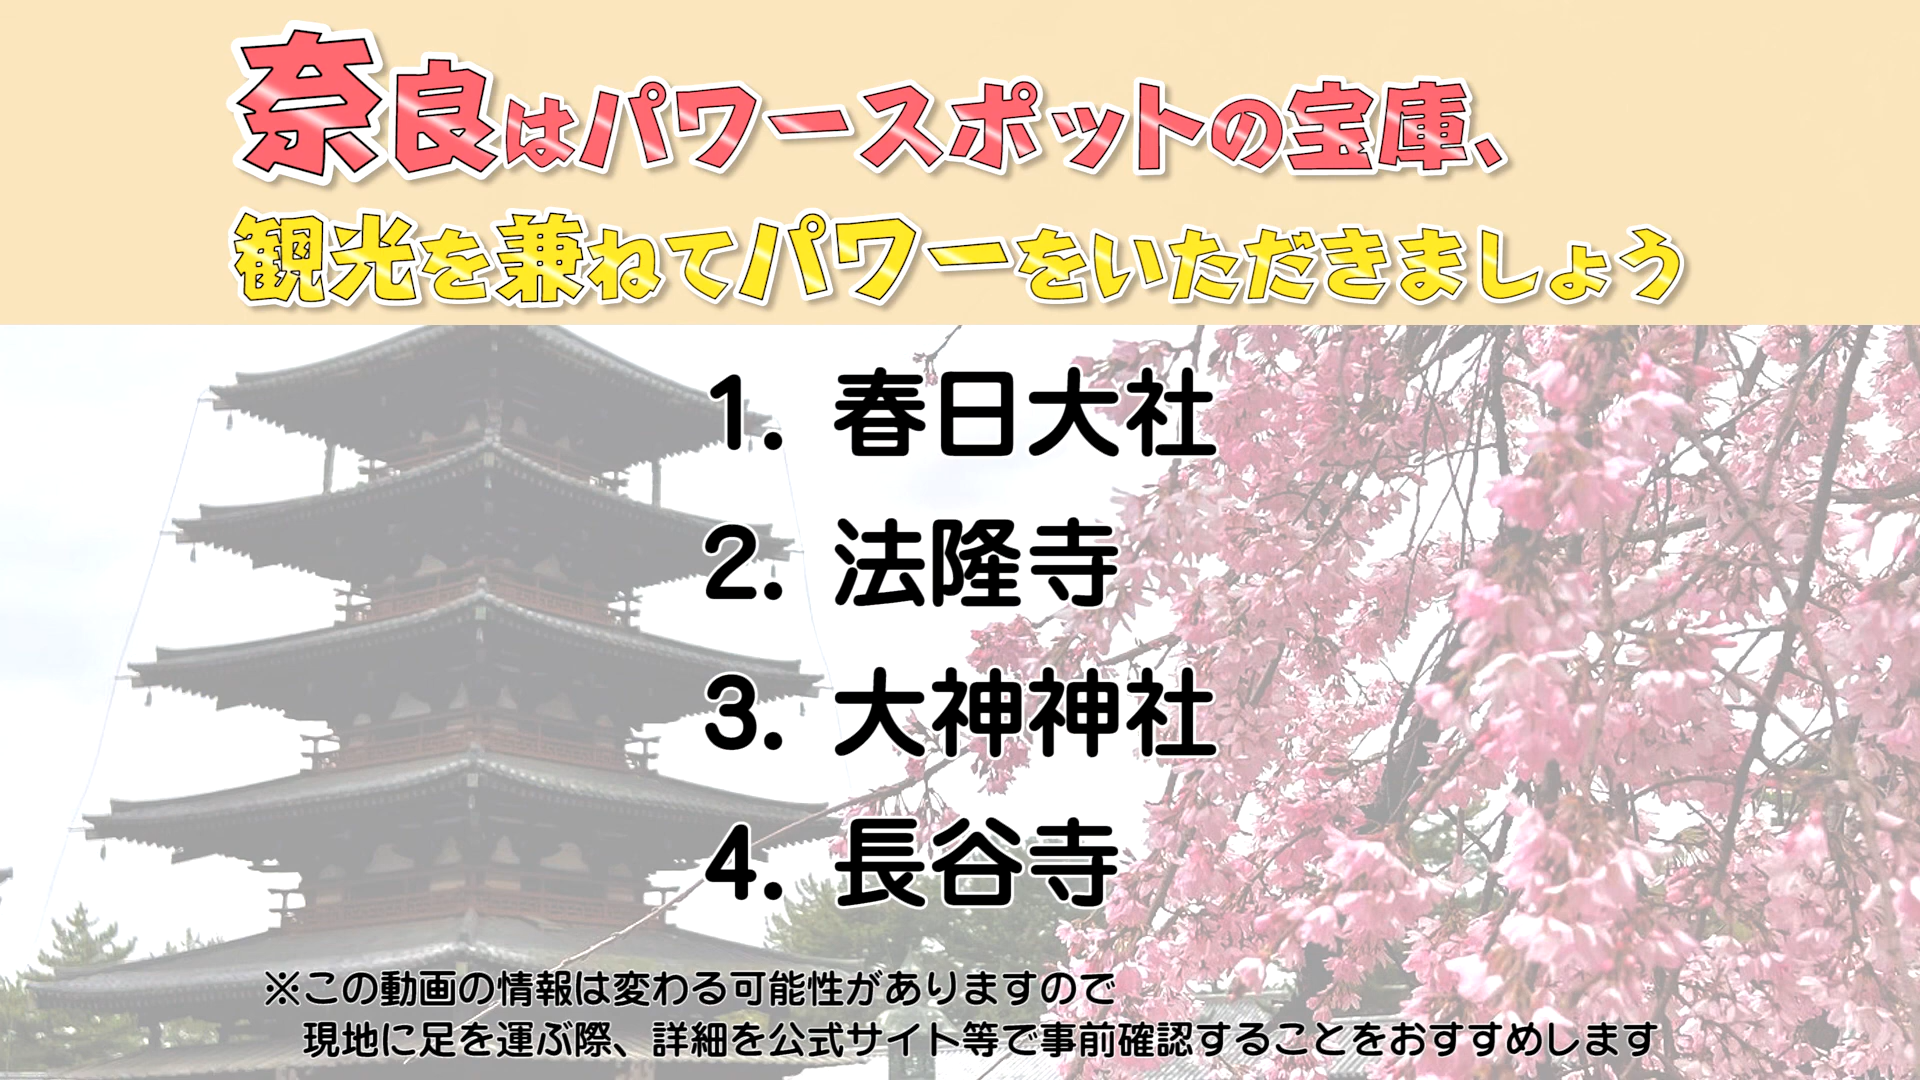 奈良はパワースポットの宝庫、
観光を兼ねてパワーをいただきましょう
1. 春日大社
2. 法隆寺
3. 大神神社
4. 長谷寺
※この動画の情報は変わる可能性がありますので
現地に足を運ぶ際、詳細を公式サイト等で事前確認することをおすすめします